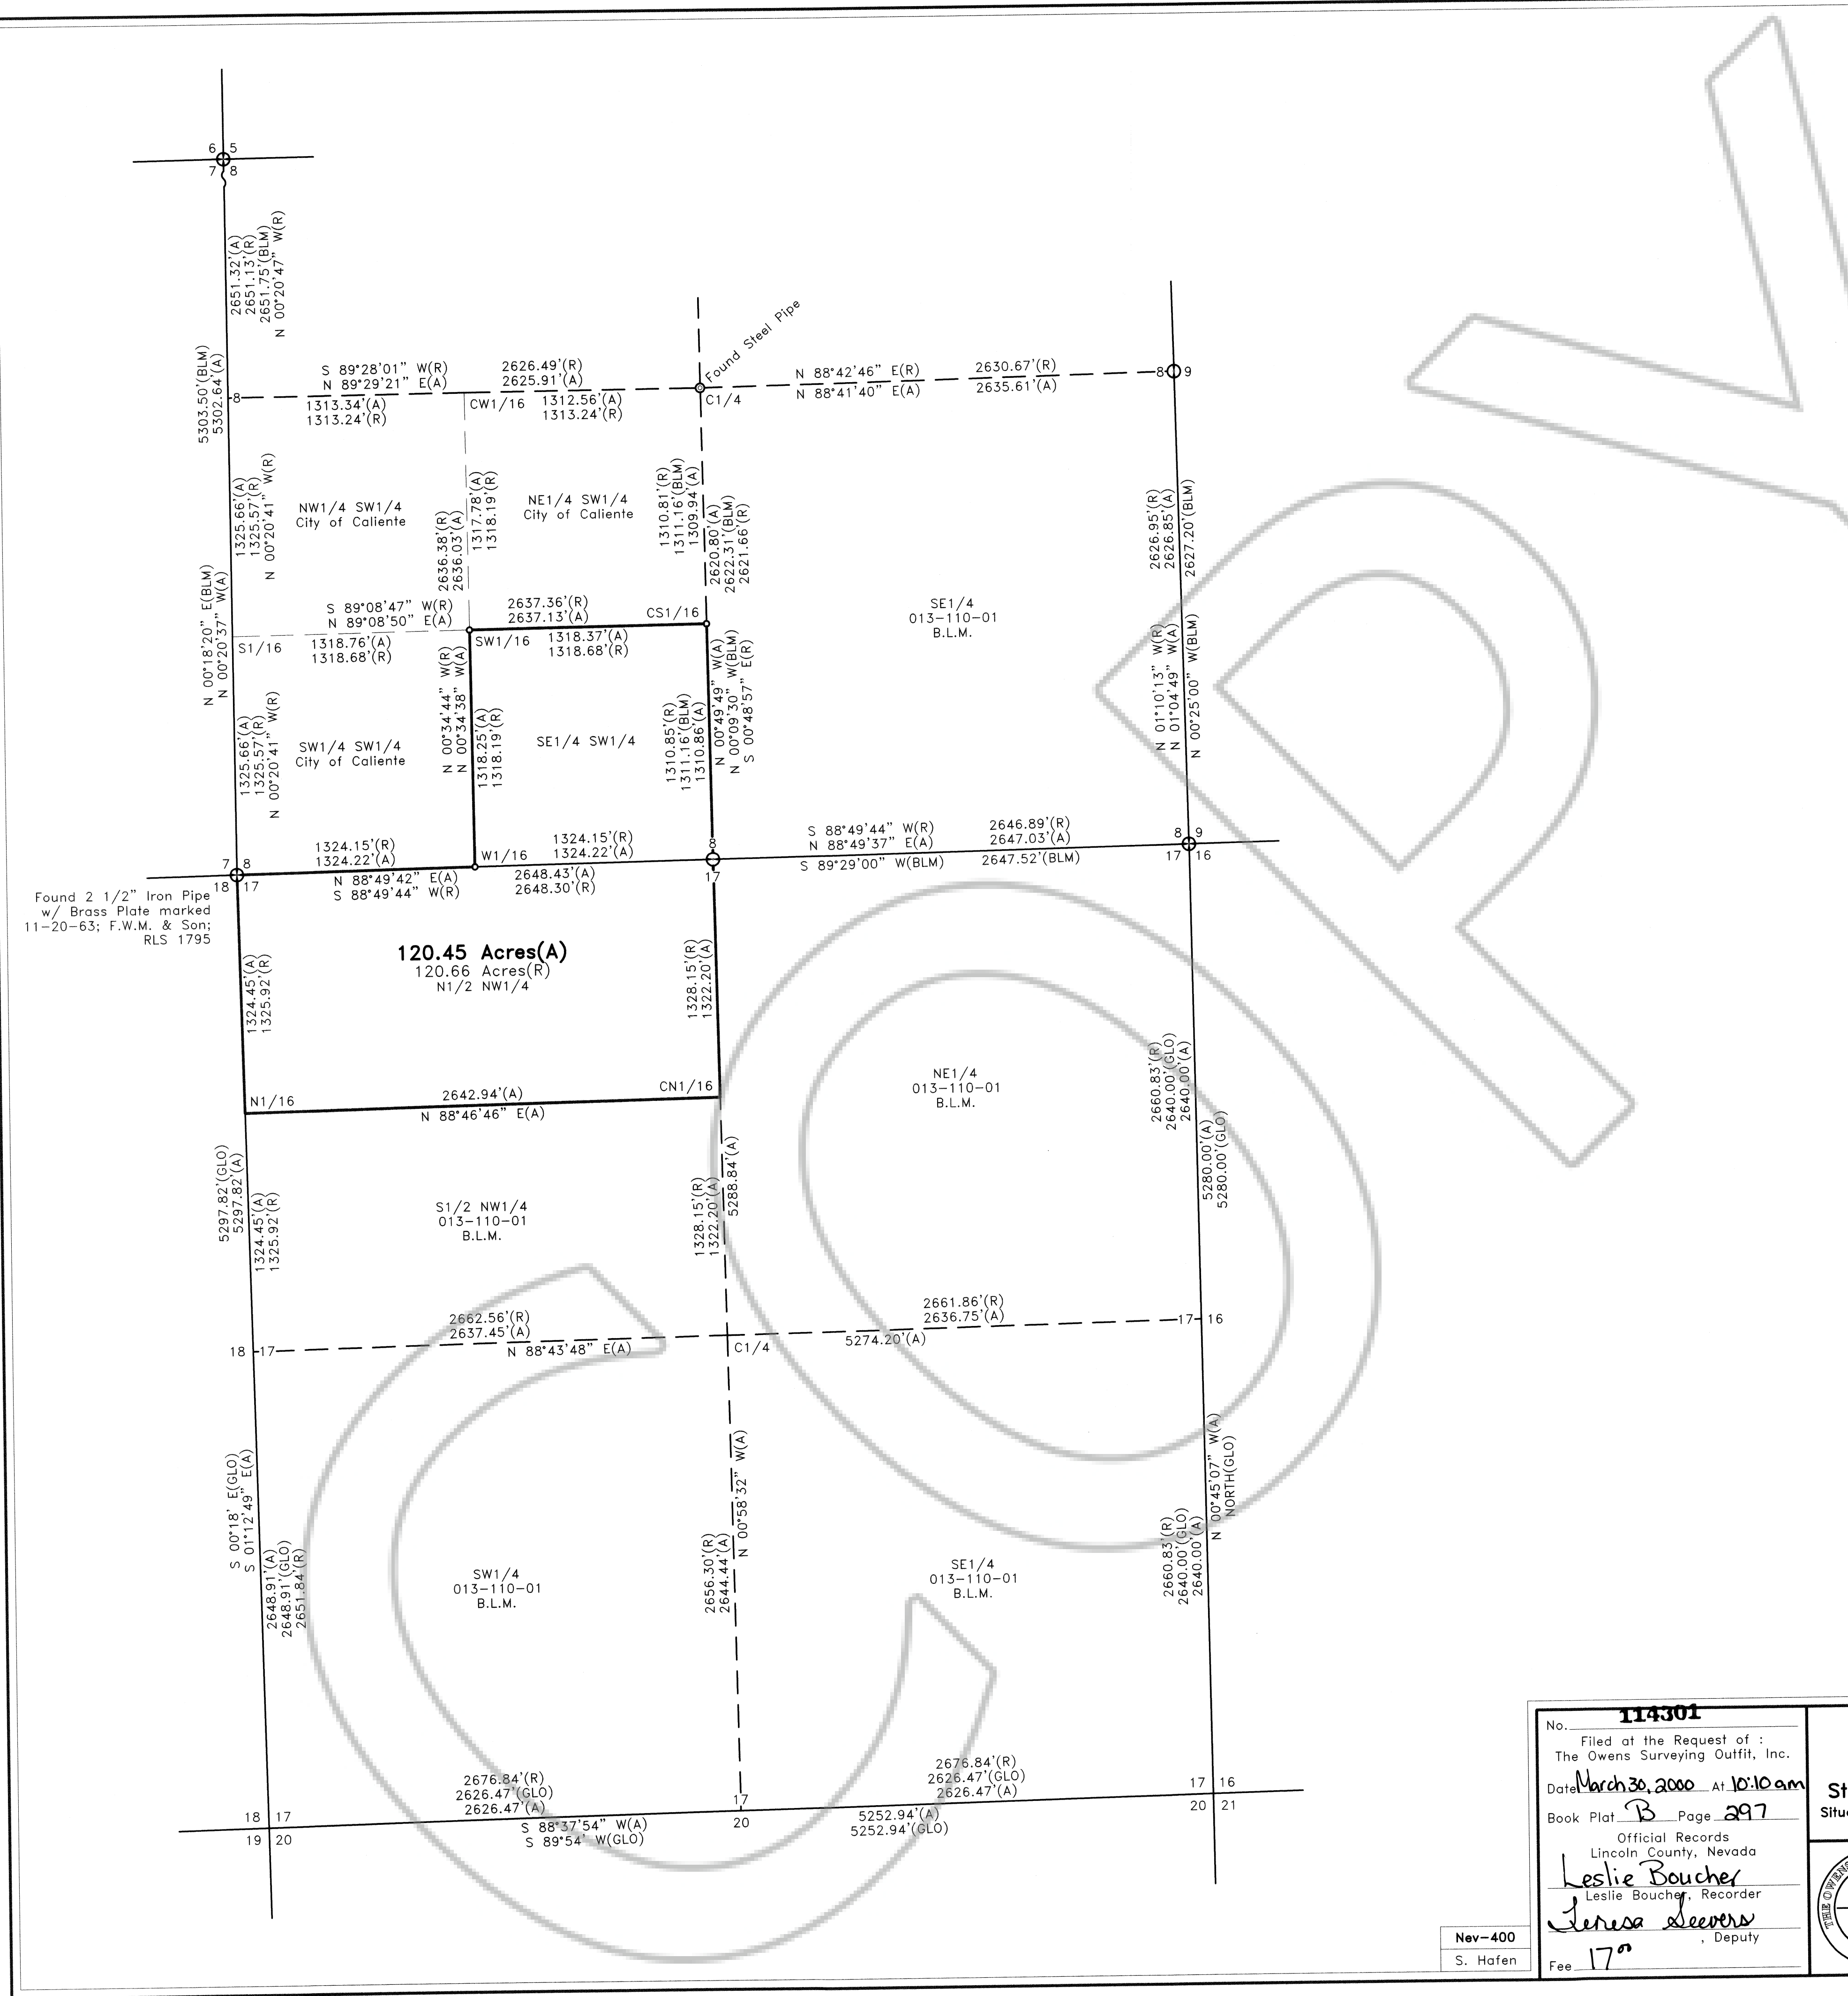 6 5
7 8
2651.32'(A)
2651.13'(R)
2651.75'(BLM)
N 00°20'47" W(R)
5303.50'(BLM)
5302.64'(A)
S 89°28'01" W(R)
N 89°29'21" E(A)
2626.49'(R)
2625.91'(A)
Found Steel Pipe
N 88°42'46" E(R)
N 88°41'40" E(A)
2630.67'(R)
2635.61'(A)
8
8 9
1313.34'(A)
1313.24'(R)
CW1/16
1312.56'(A)
1313.24'(R)
C1/4
1325.66'(A)
1325.57'(R)
N 00°20'41" W(R)
NW1/4 SW1/4
City of Caliente
2636.38'(R)
2636.03'(A)
1317.78'(A)
1318.19'(R)
NE1/4 SW1/4
City of Caliente
1310.81'(R)
1311.16'(BLM)
1309.94'(A)
2620.80'(A)
2622.31'(BLM)
2621.66'(R)
2626.95'(R)
2626.85'(A)
2627.20'(BLM)
N 00°18'20" E(BLM)
N 00°20'37" W(A)
S 89°08'47" W(R)
N 89°08'50" E(A)
2637.36'(R)
2637.13'(A)
CS1/16
SE1/4
013-110-01
B.L.M.
S1/16
1318.76'(A)
1318.68'(R)
SW1/16
1318.37'(A)
1318.68'(R)
N 01°10'13" W(R)
N 01°04'49" W(A)
N 00°25'00" W(BLM)
1325.66'(A)
1325.57'(R)
N 00°20'41" W(R)
SW1/4 SW1/4
City of Caliente
N 00°34'44" W(R)
N 00°34'38" W(A)
1318.25'(A)
1318.19'(R)
SE1/4 SW1/4
1310.85'(R)
1311.16'(BLM)
1310.86'(A)
N 00°49'49" W(A)
N 00°09'30" W(BLM)
S 00°48'57" E(R)
7 8
18 17
1324.15'(R)
1324.22'(A)
W1/16
1324.15'(R)
1324.22'(A)
8
17
S 88°49'44" W(R)
N 88°49'37" E(A)
S 89°29'00" W(BLM)
2646.89'(R)
2647.03'(A)
2647.52'(BLM)
8 9
17 16
N 88°49'42" E(A)
S 88°49'44" W(R)
2648.43'(A)
2648.30'(R)
Found 2 1/2" Iron Pipe
w/ Brass Plate marked
11-20-63; F.W.M. & Son;
RLS 1795
120.45 Acres(A)
120.66 Acres(R)
N1/2 NW1/4
1324.45'(A)
1325.92'(R)
1328.15'(R)
1322.20'(A)
N1/16
2642.94'(A)
N 88°46'46" E(A)
CN1/16
NE1/4
013-110-01
B.L.M.
2660.83'(R)
2640.00'(GLO)
2640.00'(A)
5280.00'(A)
5280.00'(GLO)
5297.82'(GLO)
5297.82'(A)
1324.45'(A)
1325.92'(R)
S1/2 NW1/4
013-110-01
B.L.M.
1328.15'(R)
1322.20'(A)
5288.84'(A)
18 17
2662.56'(R)
2637.45'(A)
N 88°43'48" E(A)
C1/4
2661.86'(R)
2636.75'(A)
5274.20'(A)
17 16
S 00°18' E(GLO)
S 01°12'49" E(A)
2648.91'(A)
2648.91'(GLO)
2651.84'(R)
SW1/4
013-110-01
B.L.M.
2656.30'(R)
2644.44'(A)
N 00°58'32" W(A)
SE1/4
013-110-01
B.L.M.
2660.83'(R)
2640.00'(GLO)
2640.00'(A)
N 00°45'07" W(A)
NORTH(GLO)
18 17
19 20
2676.84'(R)
2626.47'(GLO)
2626.47'(A)
S 88°37'54" W(A)
S 89°54' W(GLO)
17
20
2676.84'(R)
2626.47'(GLO)
2626.47'(A)
5252.94'(A)
5252.94'(GLO)
17 16
20 21
COPY
Nev-400
S. Hafen
No. 114301
Filed at the Request of :
The Owens Surveying Outfit, Inc.
Date March 30, 2000 At 10:10 am
Book Plat B Page 297
Official Records
Lincoln County, Nevada
Leslie Boucher
Leslie Boucher, Recorder
Teresa Seevers
, Deputy
Fee 17⁰⁰
St
Situ
THE OWENS